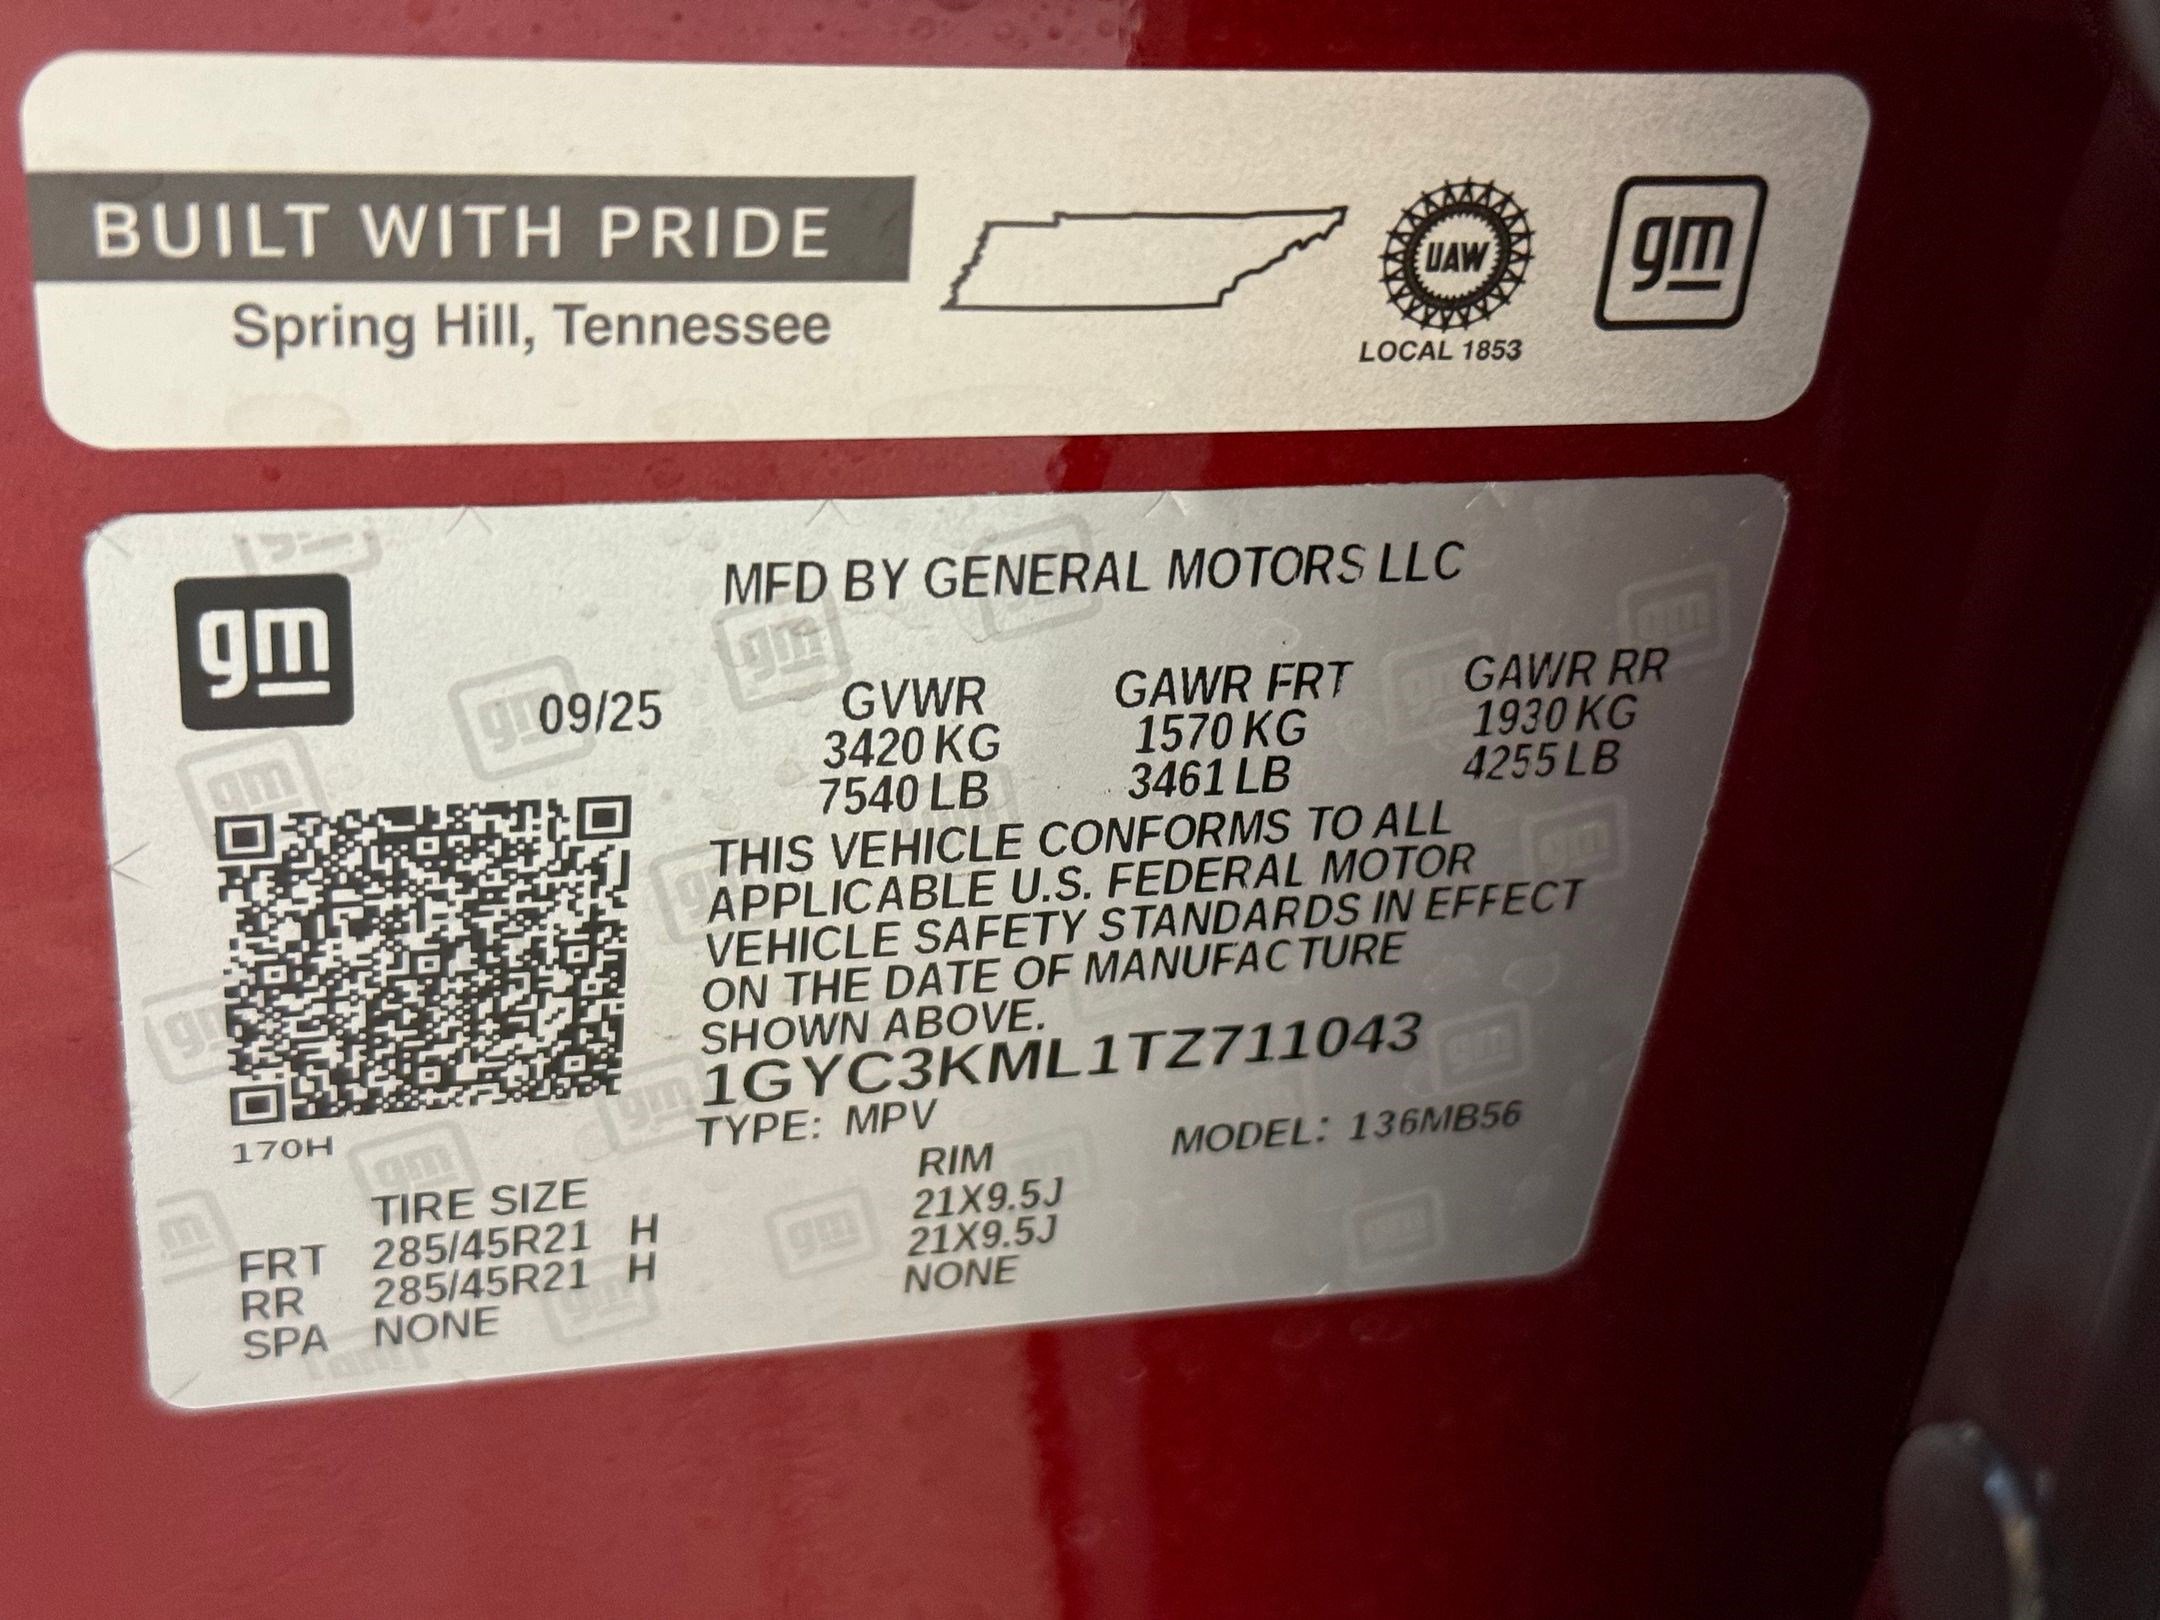 BUILT WITH PRIDE
Spring Hill, Tennessee
UAW
LOCAL 1853
gm
gm
MFD BY GENERAL MOTORS LLC
09/25
GVWR GAWR FRT GAWR RR
3420 KG 1570 KG 1930 KG
7540 LB 3461 LB 4255 LB
THIS VEHICLE CONFORMS TO ALL
APPLICABLE U.S. FEDERAL MOTOR
VEHICLE SAFETY STANDARDS IN EFFECT
ON THE DATE OF MANUFACTURE
SHOWN ABOVE.
1GYC3KML1TZ711043
TYPE: MPV MODEL: 136MB56
170H
TIRE SIZE RIM
FRT 285/45R21 H 21X9.5J
RR 285/45R21 H 21X9.5J
SPA NONE NONE